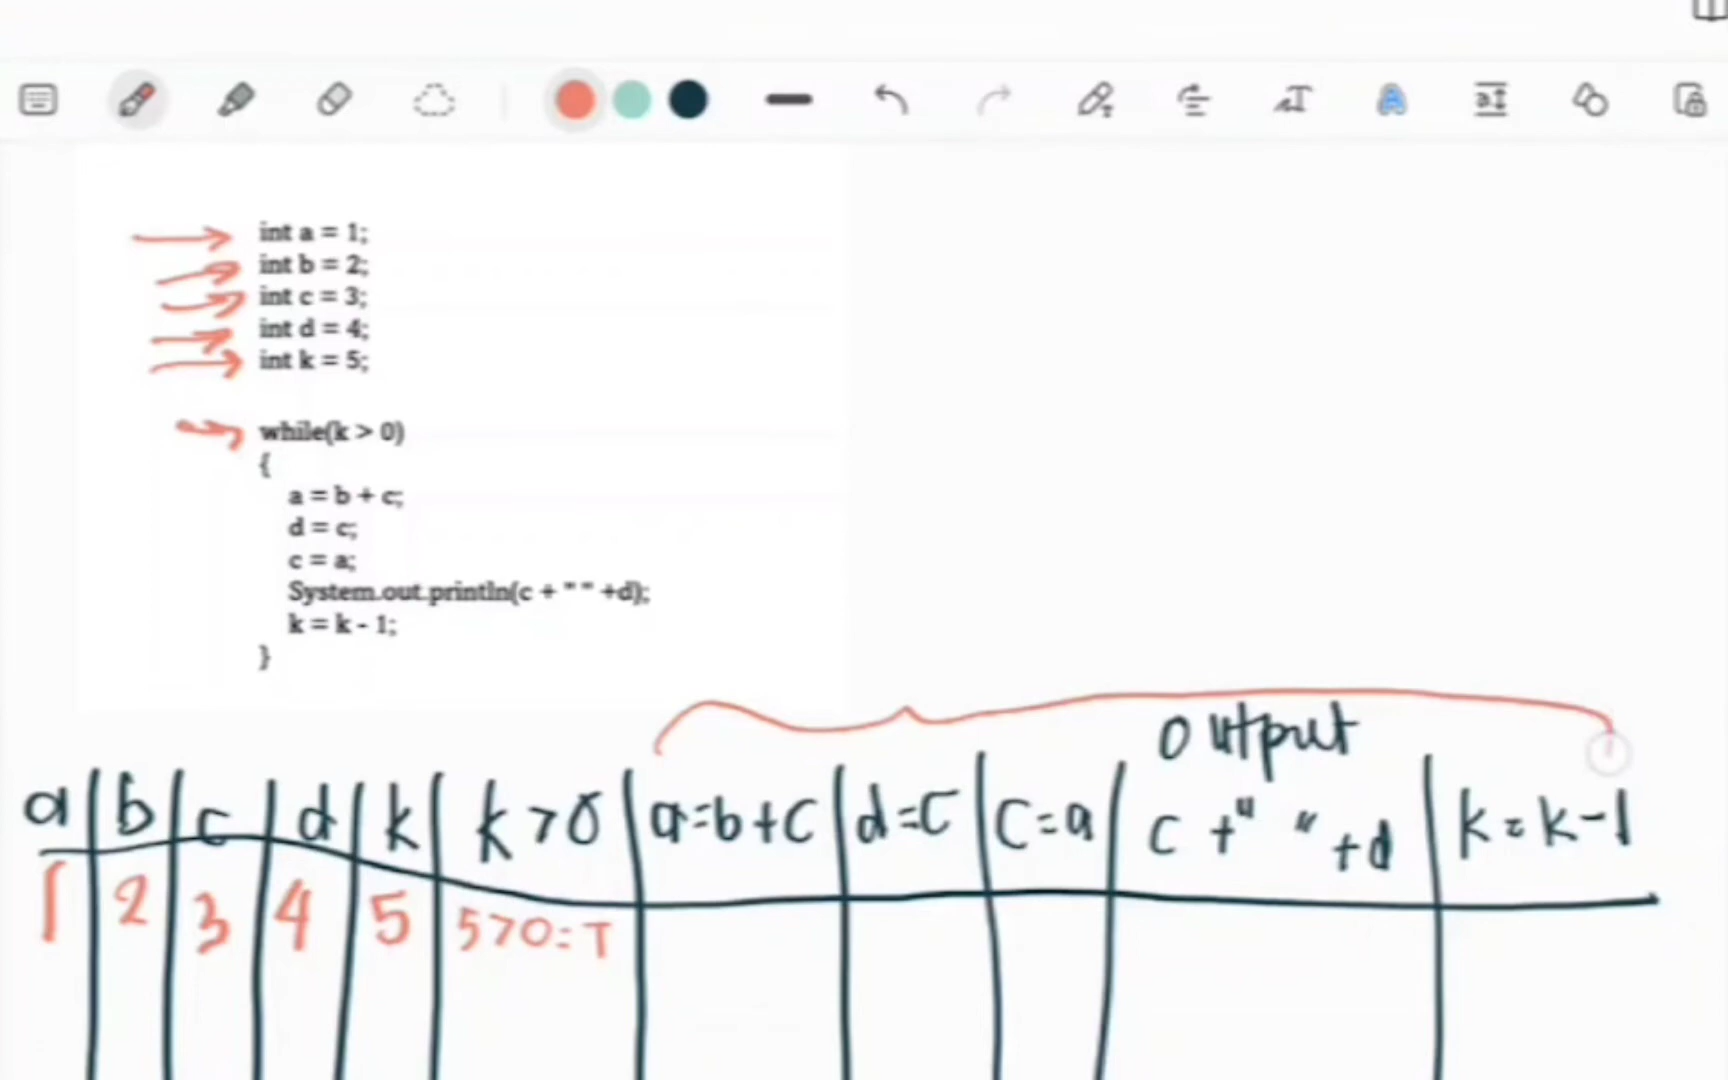 int a = 1;
int b = 2;
int c = 3;
int d = 4;
int k = 5;
while(k > 0)
{
a = b + c;
d = c;
c = a;
System.out.println(c + " " +d);
k = k - 1;
}
output
a b c d k k > 0 a=b+c d=c c=a c +" " +d k=k-1
1 2 3 4 5 5>0=T